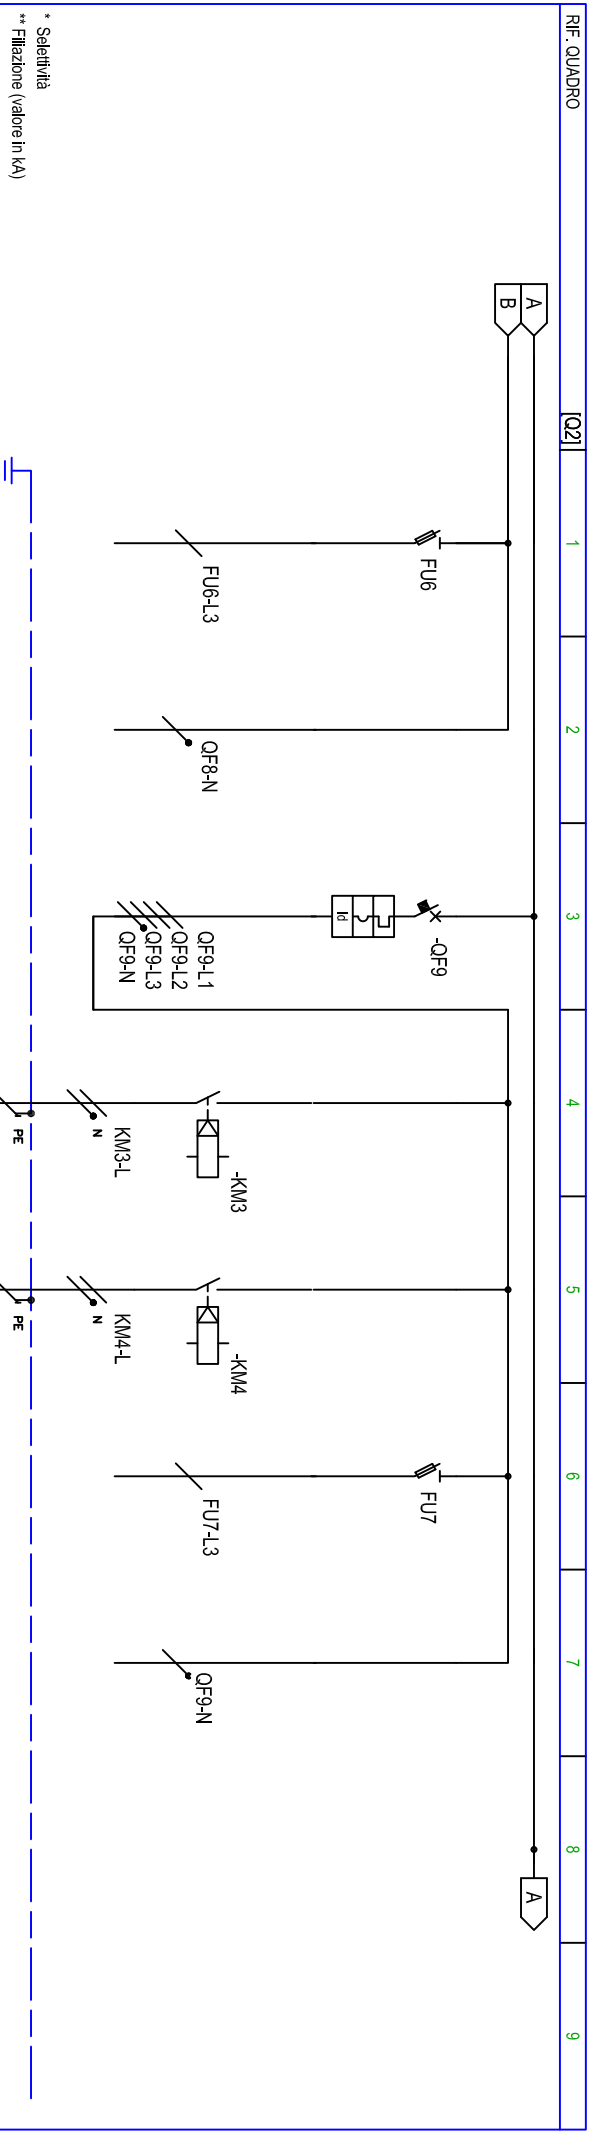 RIF. QUADRO
[Q2]
1
2
3
4
5
6
7
8
9
A
B
A
FU6
-QF9
FU7
Id
-KM3
-KM4
FU6-L3
QF8-N
QF9-L1
QF9-L2
QF9-L3
QF9-N
KM3-L
N
KM4-L
N
FU7-L3
QF9-N
PE
PE
* Selettività
** Filiazione (valore in kA)